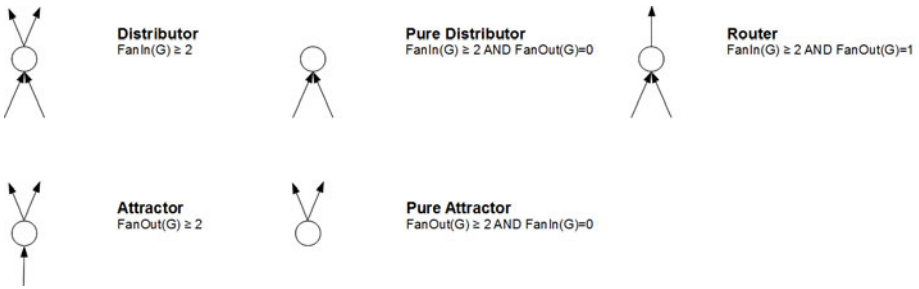 Distributor
FanIn(G) ≥ 2
Pure Distributor
FanIn(G) ≥ 2 AND FanOut(G)=0
Router
FanIn(G) ≥ 2 AND FanOut(G)=1
Attractor
FanOut(G) ≥ 2
Pure Attractor
FanOut(G) ≥ 2 AND FanIn(G)=0